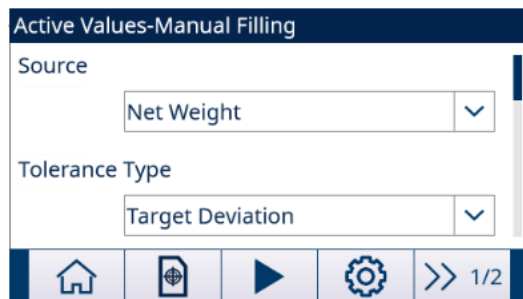 Active Values-Manual Filling
Source
Net Weight
Tolerance Type
Target Deviation
1/2